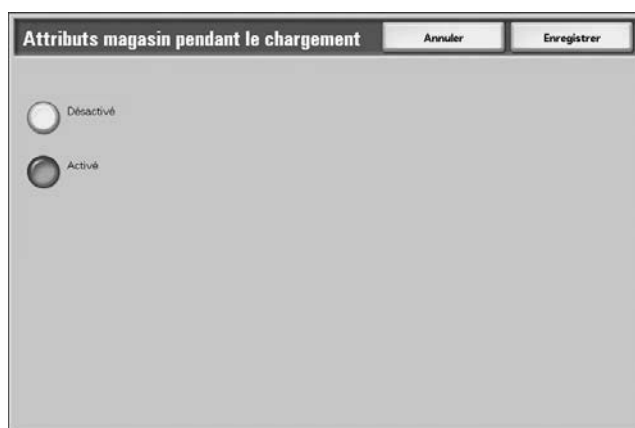 Attributs magasin pendant le chargement Annuler Enregistrer
Désactivé
Activé